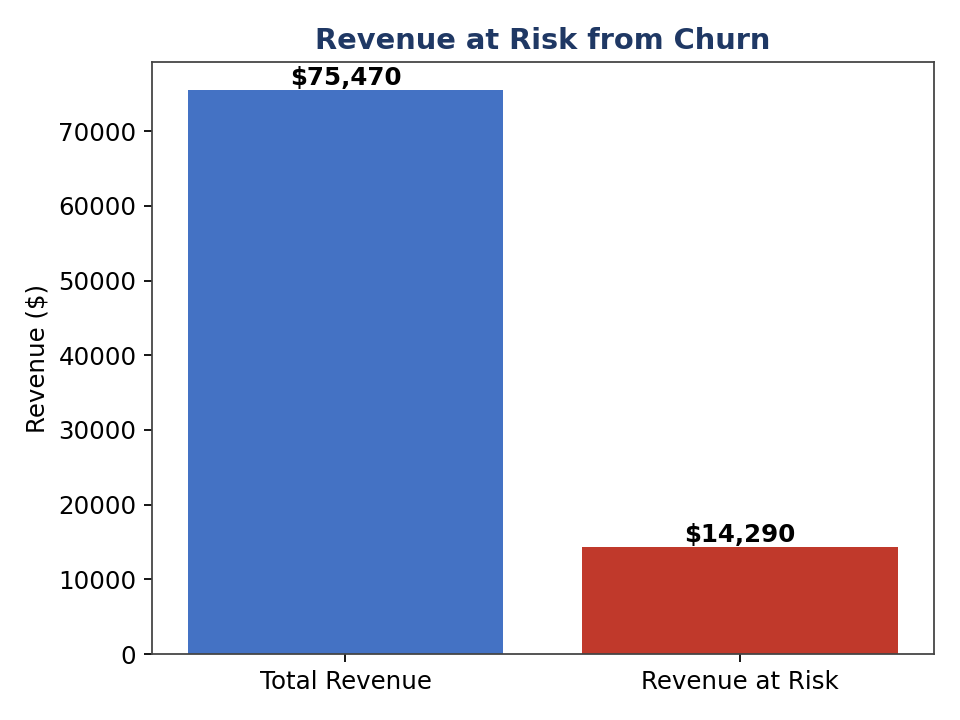 Revenue at Risk from Churn
$75,470
70000
60000
50000
40000
30000
20000
10000
0
Revenue ($)
$14,290
Total Revenue
Revenue at Risk